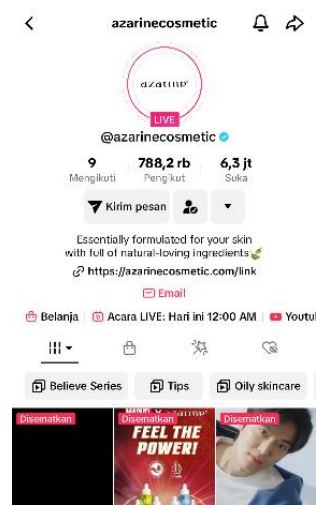 azarinecosmetic
azarine
LIVE
@azarinecosmetic
9 788,2 rb 6,3 jt
Mengikuti Pengikut Suka
Kirim pesan
Essentially formulated for your skin
with full of natural-loving ingredients
https://azarinecosmetic.com/link
Email
Belanja Acara LIVE: Hari ini 12:00 AM Youtu
Believe Series Tips Oily skincare
Disematkan Disematkan Disematkan
FEEL THE
POWER!